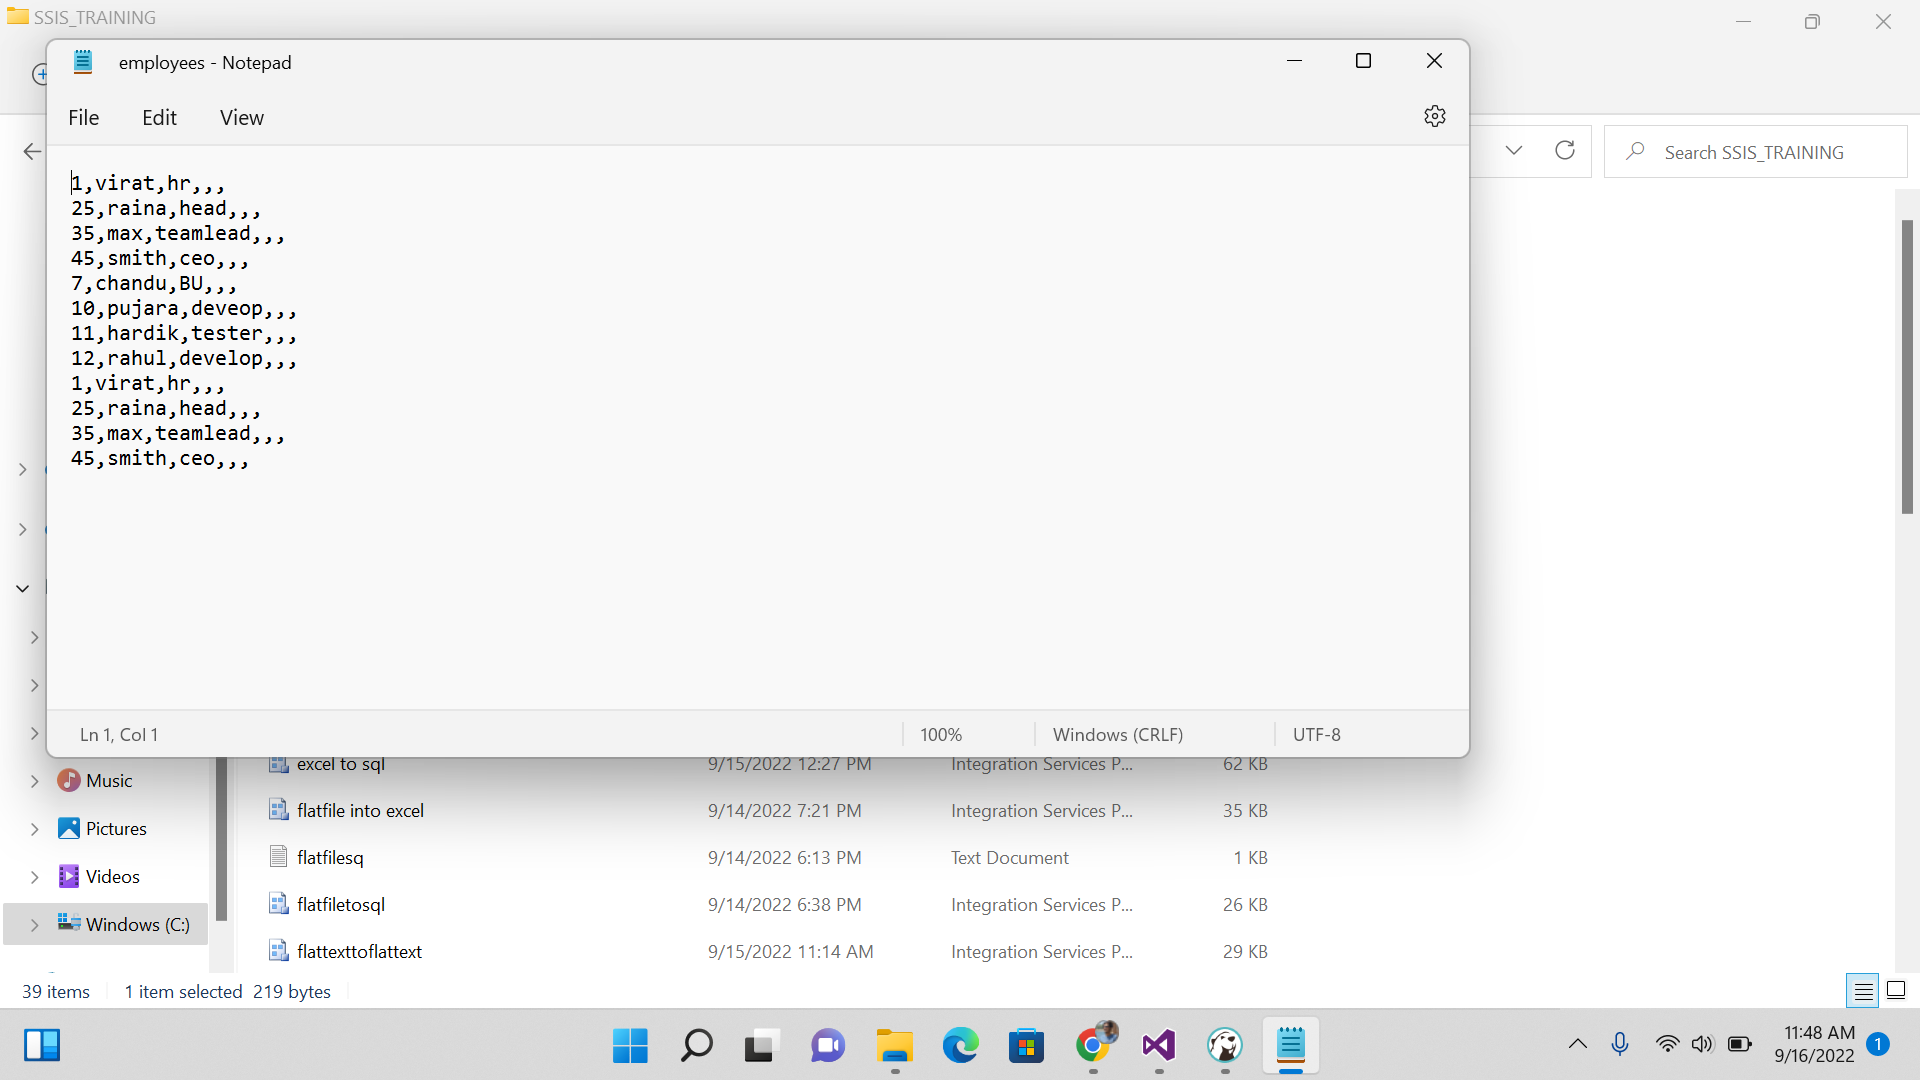 SSIS_TRAINING
employees - Notepad
File Edit View
Search SSIS_TRAINING
1,virat,hr,,,
25,raina,head,,,
35,max,teamlead,,,
45,smith,ceo,,,
7,chandu,BU,,,
10,pujara,deveop,,,
11,hardik,tester,,,
12,rahul,develop,,,
1,virat,hr,,,
25,raina,head,,,
35,max,teamlead,,,
45,smith,ceo,,,
Ln 1, Col 1 100% Windows (CRLF) UTF-8
excel to sql 9/15/2022 12:27 PM Integration Services P... 62 KB
Music
flatfile into excel 9/14/2022 7:21 PM Integration Services P... 35 KB
Pictures
flatfilesq 9/14/2022 6:13 PM Text Document 1 KB
Videos
flatfiletosql 9/14/2022 6:38 PM Integration Services P... 26 KB
Windows (C:)
flattexttoflattext 9/15/2022 11:14 AM Integration Services P... 29 KB
39 items 1 item selected 219 bytes
11:48 AM
9/16/2022
1